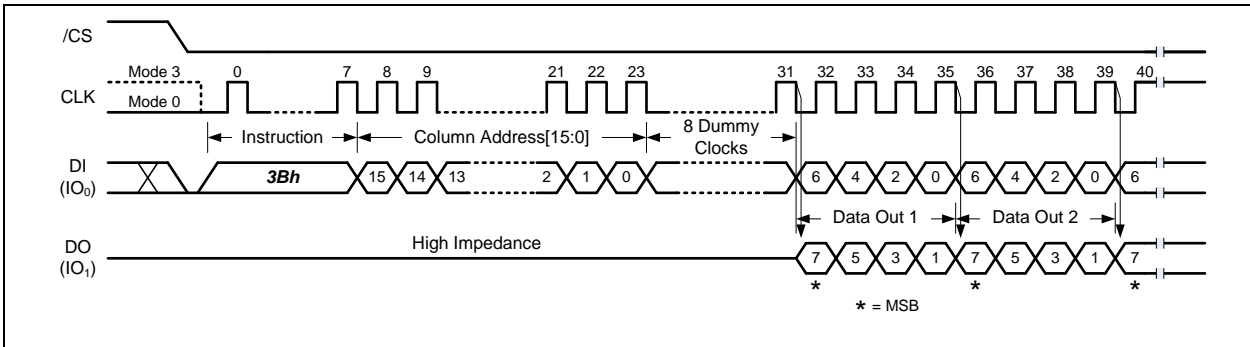 /CS
Mode 3 0 7 8 9 21 22 23 31 32 33 34 35 36 37 38 39 40
CLK
Mode 0
Instruction Column Address[15:0] 8 Dummy
Clocks
DI
(IO₀)
3Bh 15 14 13 2 1 0 6 4 2 0 6 4 2 0 6
Data Out 1 Data Out 2
DO
(IO₁)
High Impedance 7 5 3 1 7 5 3 1 7
* * *
* = MSB